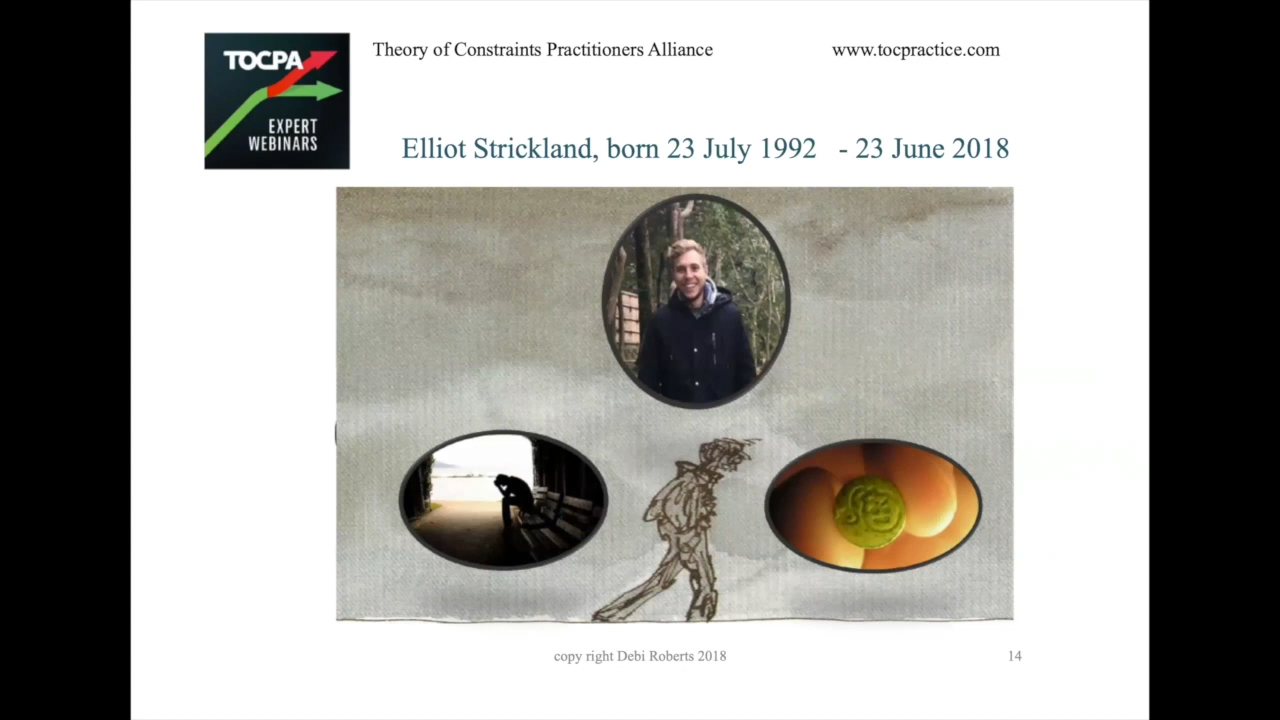 TOCPA
EXPERT
WEBINARS
Theory of Constraints Practitioners Alliance
www.tocpractice.com
Elliot Strickland, born 23 July 1992 - 23 June 2018
copy right Debi Roberts 2018
14